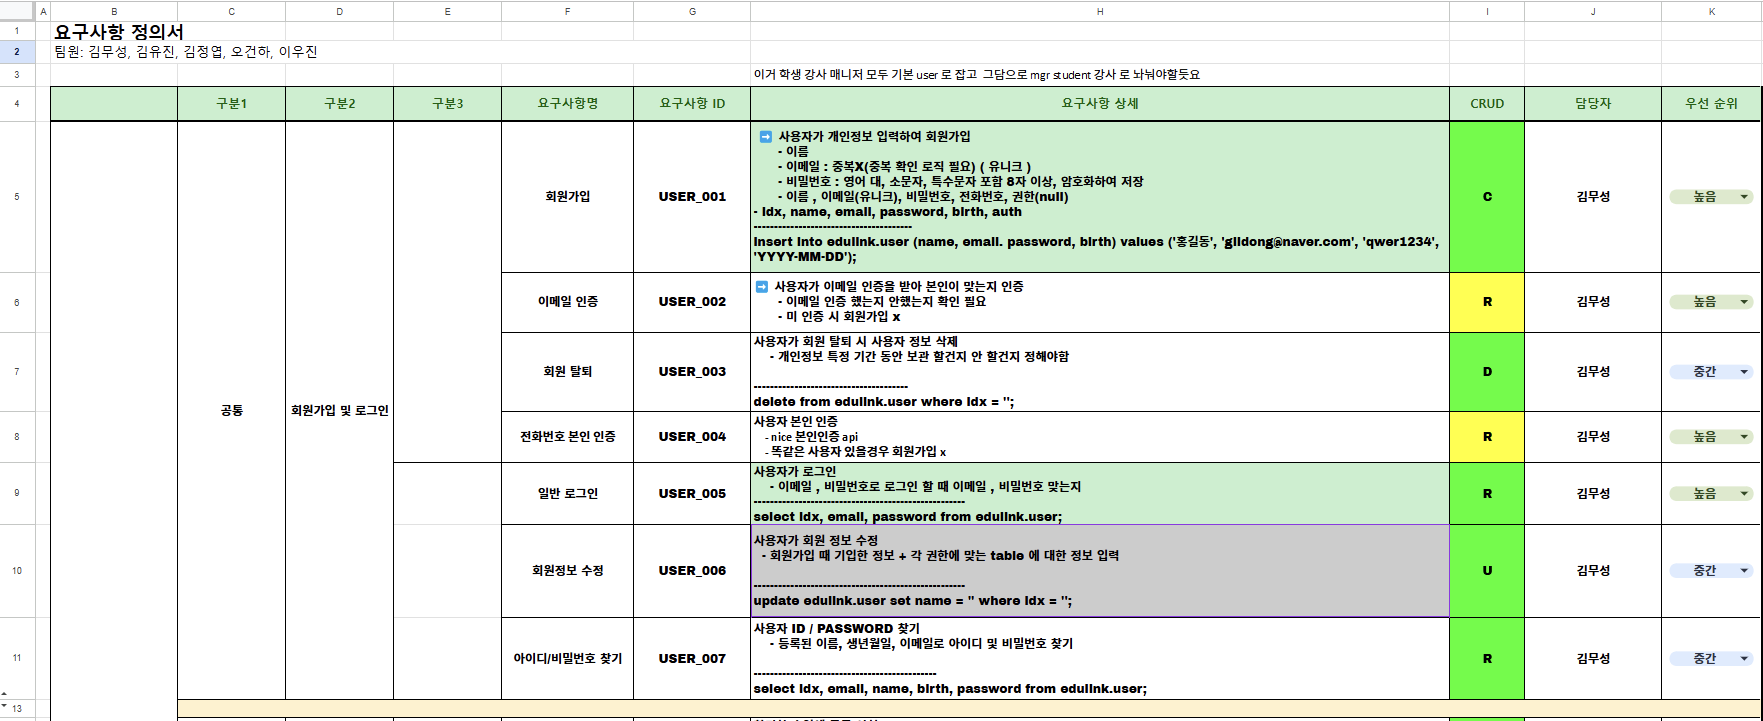 A B C D E F G H I J K
1 요구사항 정의서
2 팀원: 김무성, 김유진, 김정엽, 오건하, 이우진
3 이거 학생 강사 매니저 모두 기본 user 로 잡고 그담으로 mgr student 강사 로 놔눠야할듯요
4 구분1 구분2 구분3 요구사항명 요구사항 ID 요구사항 상세 CRUD 담당자 우선 순위
공통
회원가입 및 로그인
5 회원가입 USER_001
➡ 사용자가 개인정보 입력하여 회원가입
- 이름
- 이메일 : 중복X(중복 확인 로직 필요) ( 유니크 )
- 비밀번호 : 영어 대, 소문자, 특수문자 포함 8자 이상, 암호화하여 저장
- 이름 , 이메일(유니크), 비밀번호, 전화번호, 권한(null)
- idx, name, email, password, birth, auth
---------------------------------------
insert into edulink.user (name, email. password, birth) values ('홍길동', 'gildong@naver.com', 'qwer1234',
'YYYY-MM-DD');
C 김무성 높음
6 이메일 인증 USER_002
➡ 사용자가 이메일 인증을 받아 본인이 맞는지 인증
- 이메일 인증 했는지 안했는지 확인 필요
- 미 인증 시 회원가입 x
R 김무성 높음
7 회원 탈퇴 USER_003
사용자가 회원 탈퇴 시 사용자 정보 삭제
- 개인정보 특정 기간 동안 보관 할건지 안 할건지 정해야함
--------------------------------------
delete from edulink.user where idx = '';
D 김무성 중간
8 전화번호 본인 인증 USER_004
사용자 본인 인증
- nice 본인인증 api
- 똑같은 사용자 있을경우 회원가입 x
R 김무성 높음
9 일반 로그인 USER_005
사용자가 로그인
- 이메일 , 비밀번호로 로그인 할 때 이메일 , 비밀번호 맞는지
----------------------------------------------------
select idx, email, password from edulink.user;
R 김무성 높음
10 회원정보 수정 USER_006
사용자가 회원 정보 수정
- 회원가입 때 기입한 정보 + 각 권한에 맞는 table 에 대한 정보 입력
----------------------------------------------------
update edulink.user set name = '' where idx = '';
U 김무성 중간
11 아이디/비밀번호 찾기 USER_007
사용자 ID / PASSWORD 찾기
- 등록된 이름, 생년월일, 이메일로 아이디 및 비밀번호 찾기
---------------------------------------------
select idx, email, name, birth, password from edulink.user;
R 김무성 중간
13